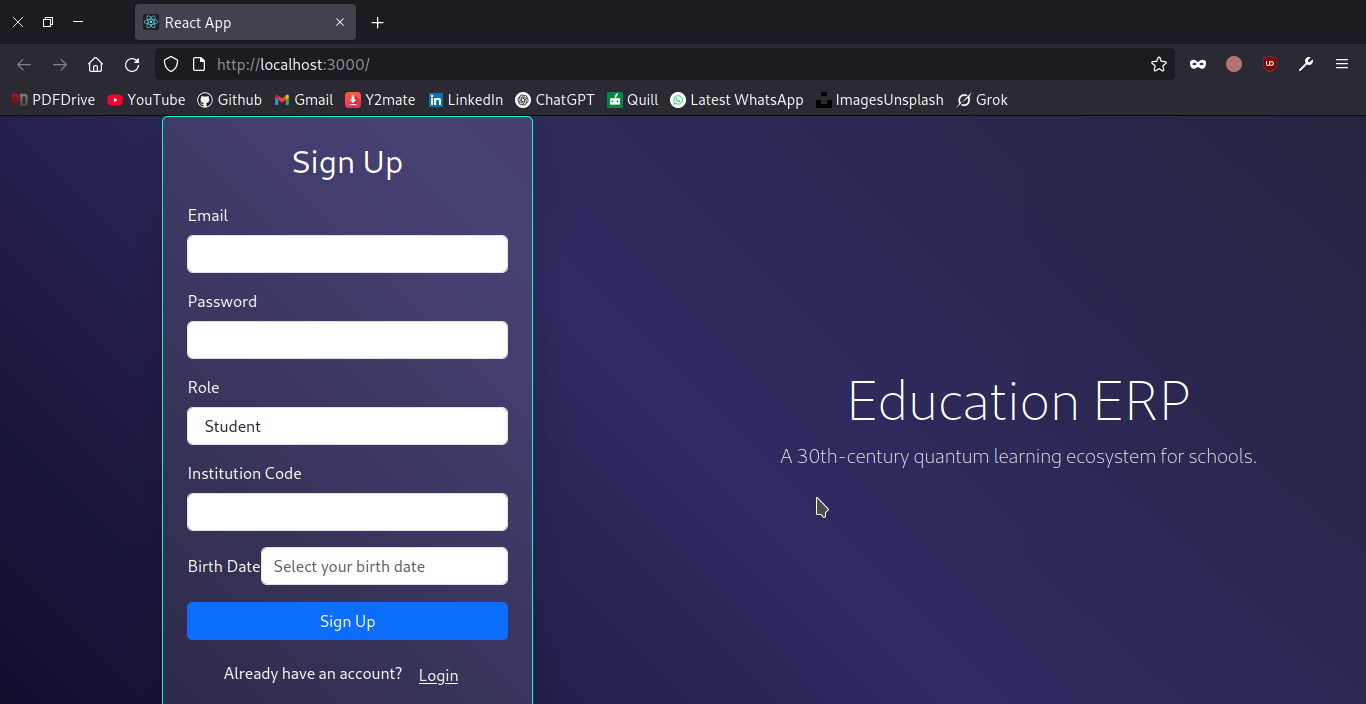 React App
http://localhost:3000/
PDFDrive YouTube Github Gmail Y2mate LinkedIn ChatGPT Quill Latest WhatsApp ImagesUnsplash Grok
Sign Up
Email
Password
Role
Student
Institution Code
Birth Date Select your birth date
Sign Up
Already have an account? Login
Education ERP
A 30th-century quantum learning ecosystem for schools.